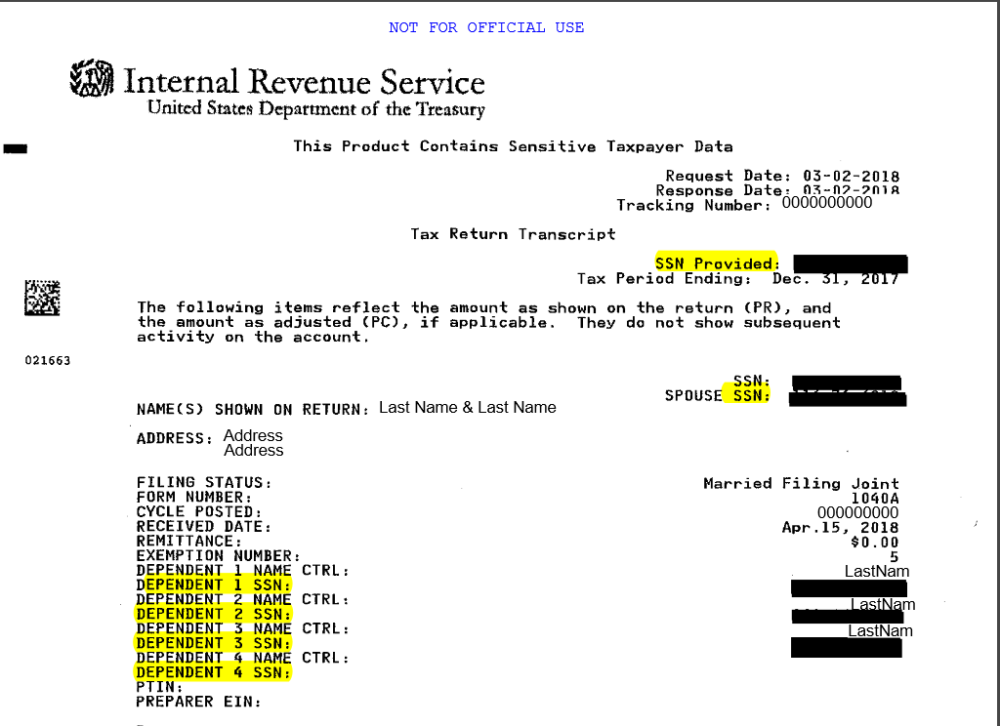 NOT FOR OFFICIAL USE
Internal Revenue Service
United States Department of the Treasury
This Product Contains Sensitive Taxpayer Data
Request Date: 03-02-2018
Response Date: 03-02-2018
Tracking Number: 0000000000
Tax Return Transcript
SSN Provided:
Tax Period Ending: Dec. 31, 2017
The following items reflect the amount as shown on the return (PR), and
the amount as adjusted (PC), if applicable. They do not show subsequent
activity on the account.
021663
SSN:
SPOUSE SSN:
NAME(S) SHOWN ON RETURN: Last Name & Last Name
ADDRESS: Address
Address
FILING STATUS: Married Filing Joint
FORM NUMBER: 1040A
CYCLE POSTED: 000000000
RECEIVED DATE: Apr.15, 2018
REMITTANCE: $0.00
EXEMPTION NUMBER: 5
DEPENDENT 1 NAME CTRL: LastNam
DEPENDENT 1 SSN:
DEPENDENT 2 NAME CTRL: LastNam
DEPENDENT 2 SSN:
DEPENDENT 3 NAME CTRL: LastNam
DEPENDENT 3 SSN:
DEPENDENT 4 NAME CTRL:
DEPENDENT 4 SSN:
PTIN:
PREPARER EIN: